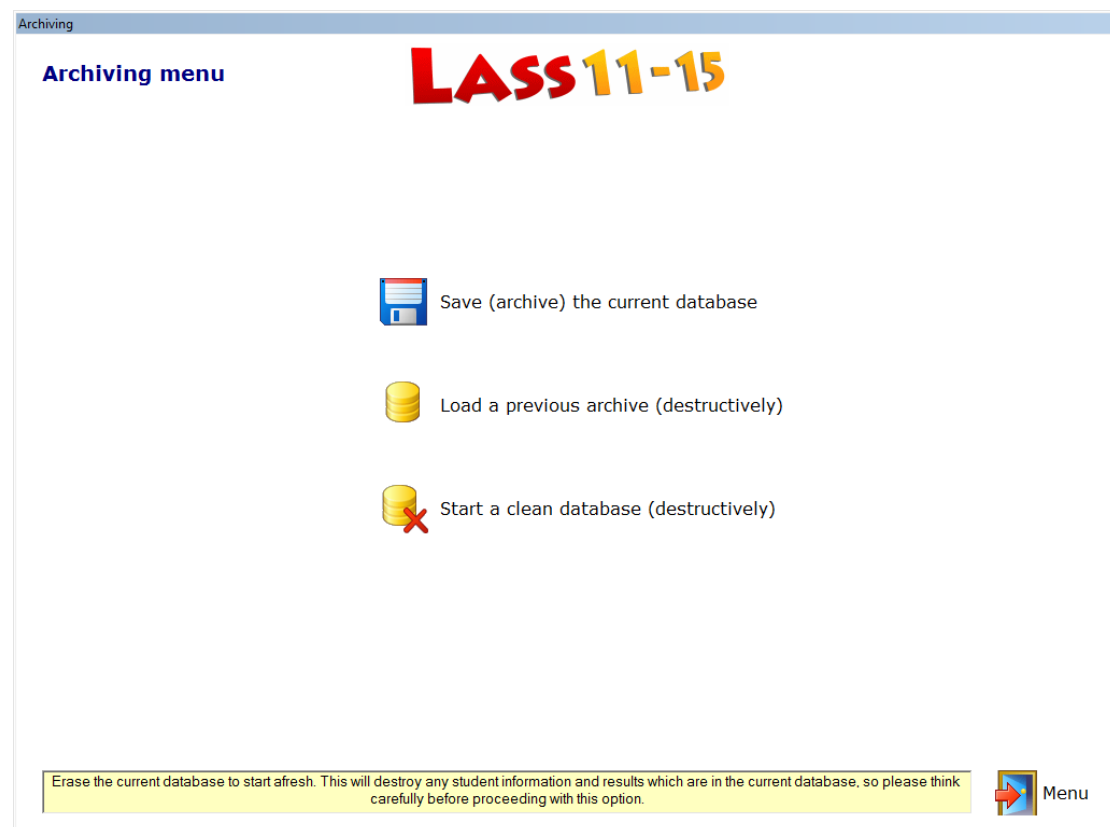 Archiving
Archiving menu
LASS 11-15
Save (archive) the current database
Load a previous archive (destructively)
Start a clean database (destructively)
Erase the current database to start afresh. This will destroy any student information and results which are in the current database, so please think
carefully before proceeding with this option.
Menu